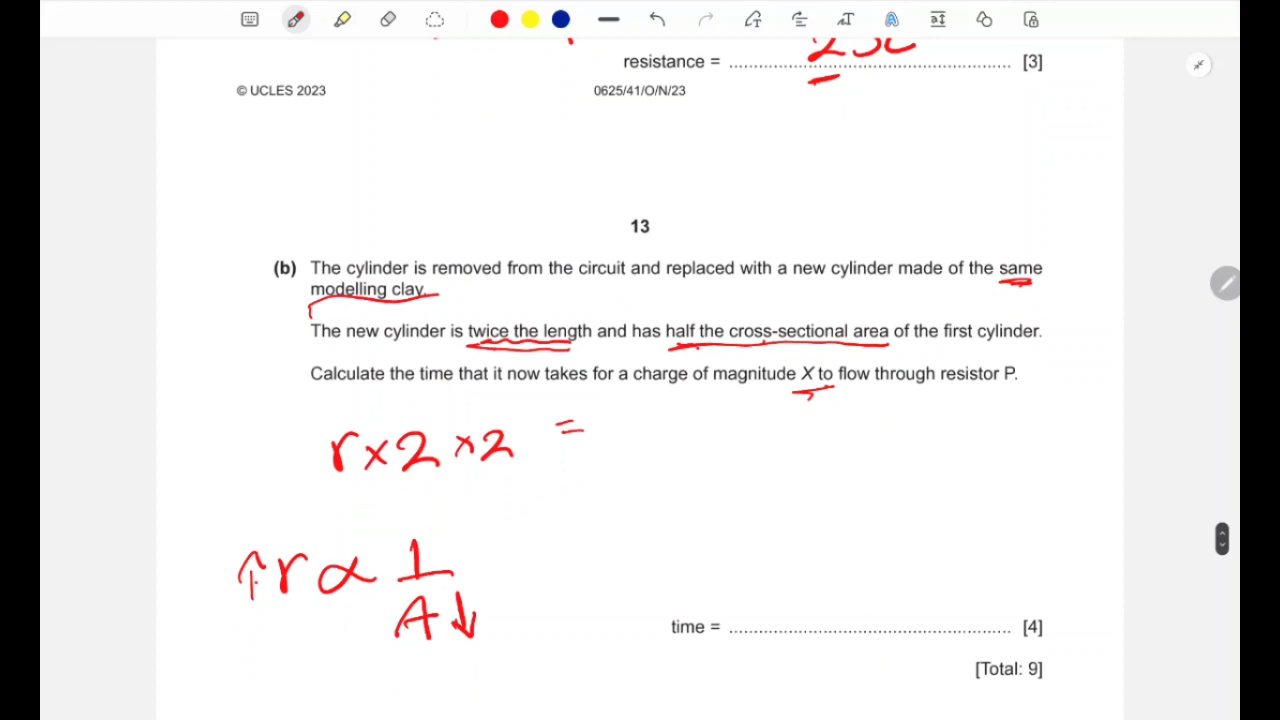 resistance = ........................................................ [3]
© UCLES 2023 0625/41/O/N/23
13
(b) The cylinder is removed from the circuit and replaced with a new cylinder made of the same
modelling clay.
The new cylinder is twice the length and has half the cross-sectional area of the first cylinder.
Calculate the time that it now takes for a charge of magnitude X to flow through resistor P.
r×2×2 =
↑r ∝ 1
A↓
time = ........................................................ [4]
[Total: 9]